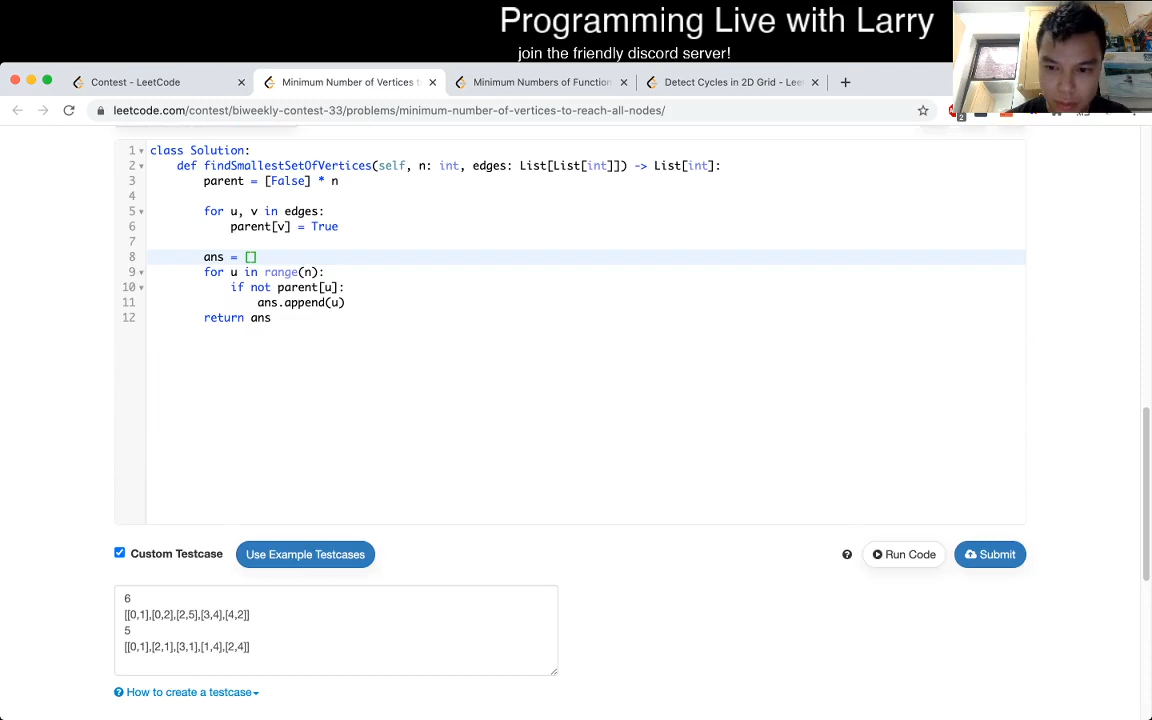 Programming Live with Larry
join the friendly discord server!
Contest - LeetCode
Minimum Number of Vertices t
Minimum Numbers of Function
Detect Cycles in 2D Grid - Lee
leetcode.com/contest/biweekly-contest-33/problems/minimum-number-of-vertices-to-reach-all-nodes/
2
1 class Solution:
2 def findSmallestSetOfVertices(self, n: int, edges: List[List[int]]) -> List[int]:
3 parent = [False] * n
4
5 for u, v in edges:
6 parent[v] = True
7
8 ans = []
9 for u in range(n):
10 if not parent[u]:
11 ans.append(u)
12 return ans
Custom Testcase
Use Example Testcases
Run Code
Submit
6
[[0,1],[0,2],[2,5],[3,4],[4,2]]
5
[[0,1],[2,1],[3,1],[1,4],[2,4]]
How to create a testcase